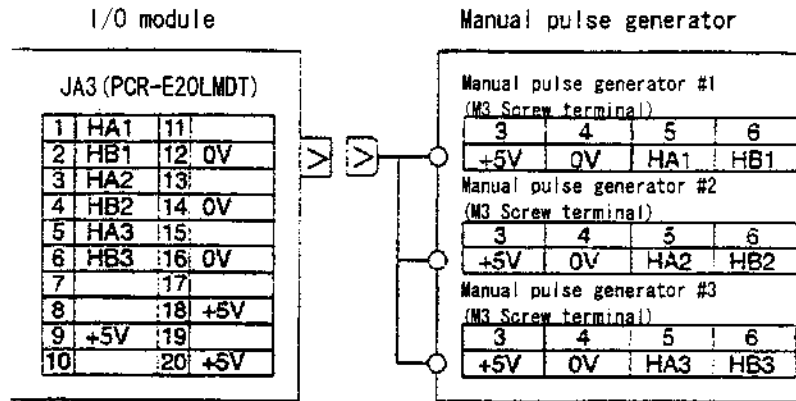 I/O module
Manual pulse generator
JA3(PCR-E20LMDT)
1 HA1 11
2 HB1 12 0V
3 HA2 13
4 HB2 14 0V
5 HA3 15
6 HB3 16 0V
7 17
8 18 +5V
9 +5V 19
10 20 +5V
> >
Manual pulse generator #1
(M3 Screw terminal)
3 4 5 6
+5V 0V HA1 HB1
Manual pulse generator #2
(M3 Screw terminal)
3 4 5 6
+5V 0V HA2 HB2
Manual pulse generator #3
(M3 Screw terminal)
3 4 5 6
+5V 0V HA3 HB3